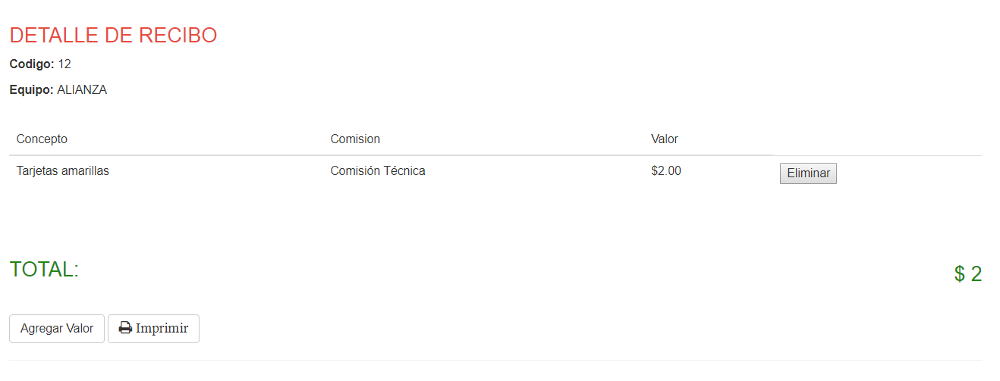 DETALLE DE RECIBO
Codigo: 12
Equipo: ALIANZA
Concepto Comision Valor
Tarjetas amarillas Comisión Técnica $2.00 Eliminar
TOTAL: $ 2
Agregar Valor Imprimir